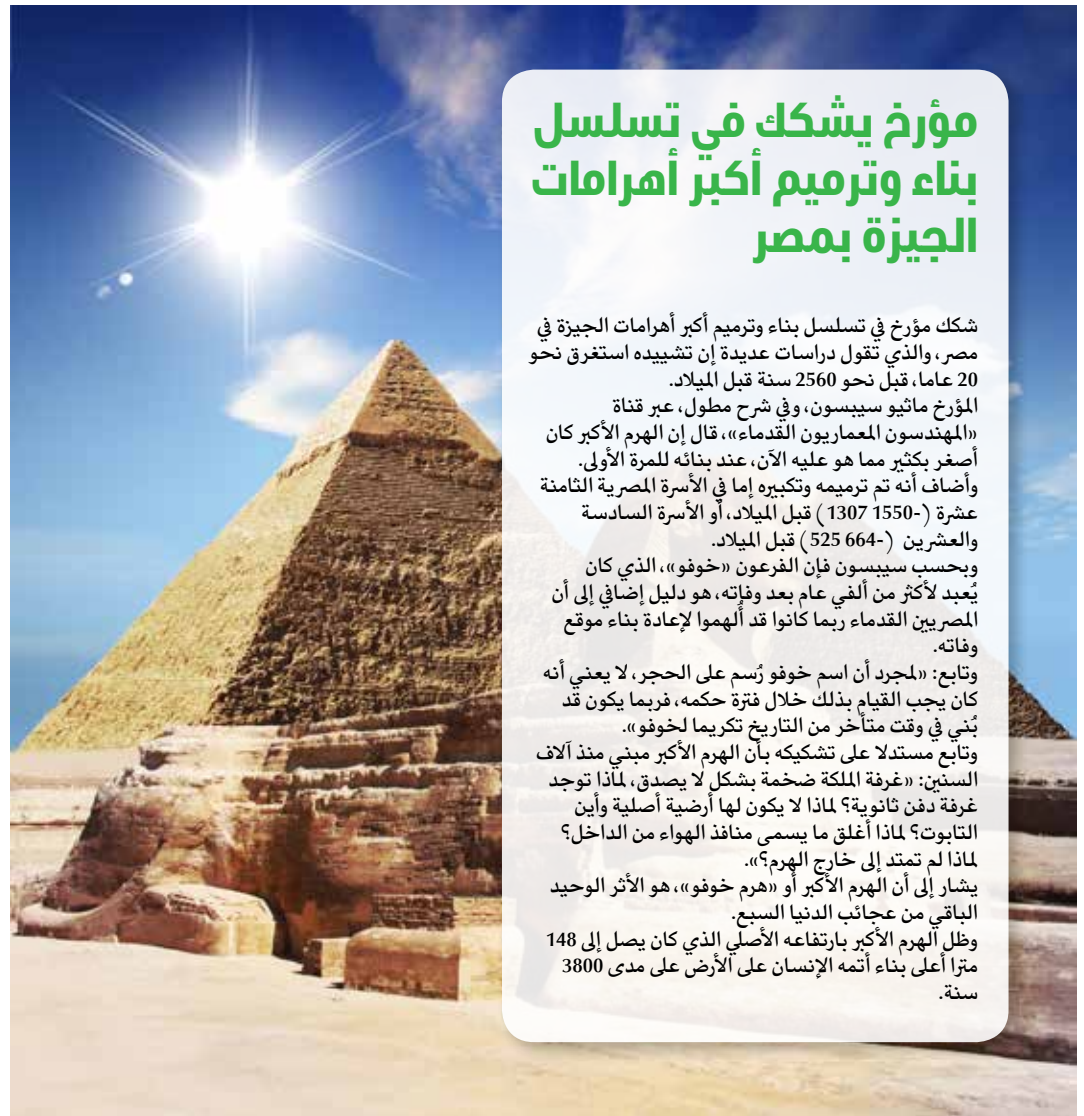 مؤرخ يشكك في تسلسل
بناء وترميم أكبر أهرامات
الجيزة بمصر
شكك مؤرخ في تسلسل بناء وترميم أكبر أهرامات الجيزة في
مصر، والذي تقول دراسات عديدة إن تشييده استغرق نحو
20 عاما، قبل نحو 2560 سنة قبل الميلاد.
المؤرخ ماثيو سيبسون، وفي شرح مطول، عبر قناة
«المهندسون المعماريون القدماء»، قال إن الهرم الأكبر كان
أصغر بكثير مما هو عليه الآن، عند بنائه للمرة الأولى.
وأضاف أنه تم ترميمه وتكبيره إما في الأسرة المصرية الثامنة
عشرة (-1550 1307) قبل الميلاد، أو الأسرة السادسة
والعشرين (-664 525) قبل الميلاد.
وبحسب سيبسون فإن الفرعون «خوفو»، الذي كان
يُعبد لأكثر من ألفي عام بعد وفاته، هو دليل إضافي إلى أن
المصريين القدماء ربما كانوا قد أُلهموا لإعادة بناء موقع
وفاته.
وتابع: «لمجرد أن اسم خوفو رُسم على الحجر، لا يعني أنه
كان يجب القيام بذلك خلال فترة حكمه، فربما يكون قد
بُني في وقت متأخر من التاريخ تكريما لخوفو».
وتابع مستدلا على تشكيكه بأن الهرم الأكبر مبني منذ آلاف
السنين: «غرفة الملكة ضخمة بشكل لا يصدق، لماذا توجد
غرفة دفن ثانوية؟ لماذا لا يكون لها أرضية أصلية وأين
التابوت؟ لماذا أغلق ما يسمى منافذ الهواء من الداخل؟
لماذا لم تمتد إلى خارج الهرم؟».
يشار إلى أن الهرم الأكبر أو «هرم خوفو»، هو الأثر الوحيد
الباقي من عجائب الدنيا السبع.
وظل الهرم الأكبر بارتفاعه الأصلي الذي كان يصل إلى 148
مترا أعلى بناء أتمه الإنسان على الأرض على مدى 3800
سنة.